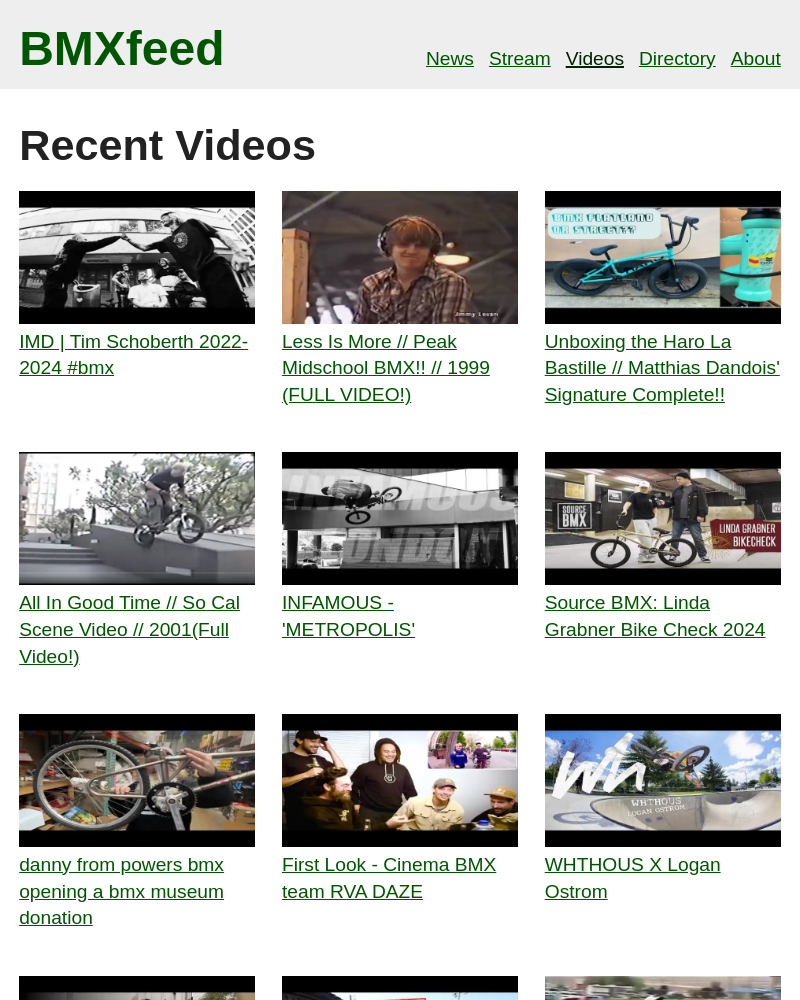 BMXfeed
News Stream Videos Directory About
Recent Videos
BMX FLATLAND
OR STREET??
Jimmy Levan
IMD | Tim Schoberth 2022-
2024 #bmx
Less Is More // Peak
Midschool BMX!! // 1999
(FULL VIDEO!)
Unboxing the Haro La
Bastille // Matthias Dandois'
Signature Complete!!
INFAMOUS
SOURCE
BMX
LINDA GRABNER
BIKECHECK
All In Good Time // So Cal
Scene Video // 2001(Full
Video!)
INFAMOUS -
'METROPOLIS'
Source BMX: Linda
Grabner Bike Check 2024
Wh
WHTHOUS
LOGAN OSTROM
danny from powers bmx
opening a bmx museum
donation
First Look - Cinema BMX
team RVA DAZE
WHTHOUS X Logan
Ostrom